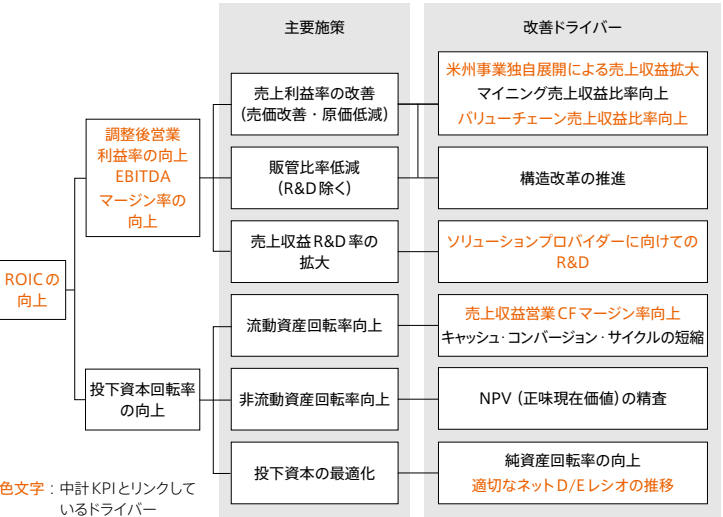 主要施策
改善ドライバー
売上利益率の改善
(売価改善・原価低減)
米州事業独自展開による売上収益拡大
マイニング売上収益比率向上
バリューチェーン売上収益比率向上
調整後営業
利益率の向上
EBITDA
マージン率の
向上
販管比率低減
(R&D除く)
構造改革の推進
売上収益R&D率の
拡大
ソリューションプロバイダーに向けての
R&D
ROICの
向上
流動資産回転率向上
売上収益営業CFマージン率向上
キャッシュ・コンバージョン・サイクルの短縮
投下資本回転率
の向上
非流動資産回転率向上
NPV(正味現在価値)の精査
投下資本の最適化
純資産回転率の向上
適切なネットD/Eレシオの推移
色文字：中計KPIとリンクして
いるドライバー